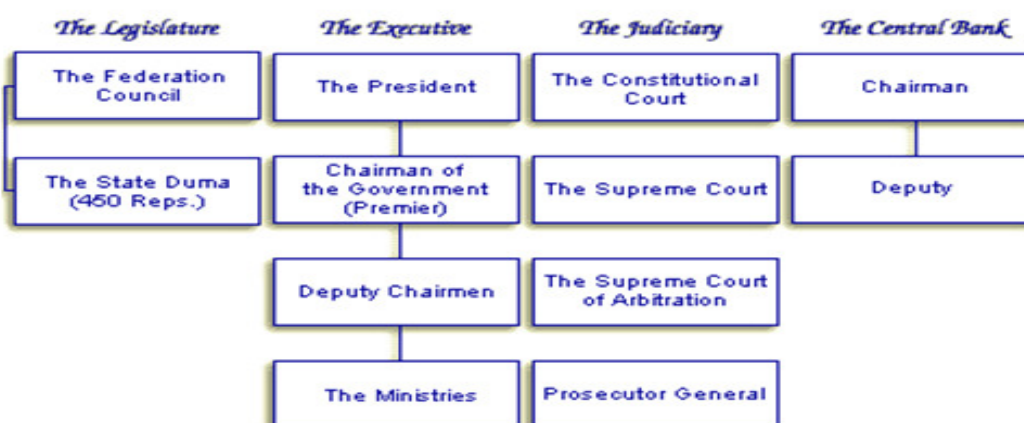 The Legislature
The Federation
Council
The State Duma
(450 Reps.)
The Executive
The President
Chairman of
the Government
(Premier)
Deputy Chairmen
The Ministries
The Judiciary
The Constitutional
Court
The Supreme Court
The Supreme Court
of Arbitration
Prosecutor General
The Central Bank
Chairman
Deputy